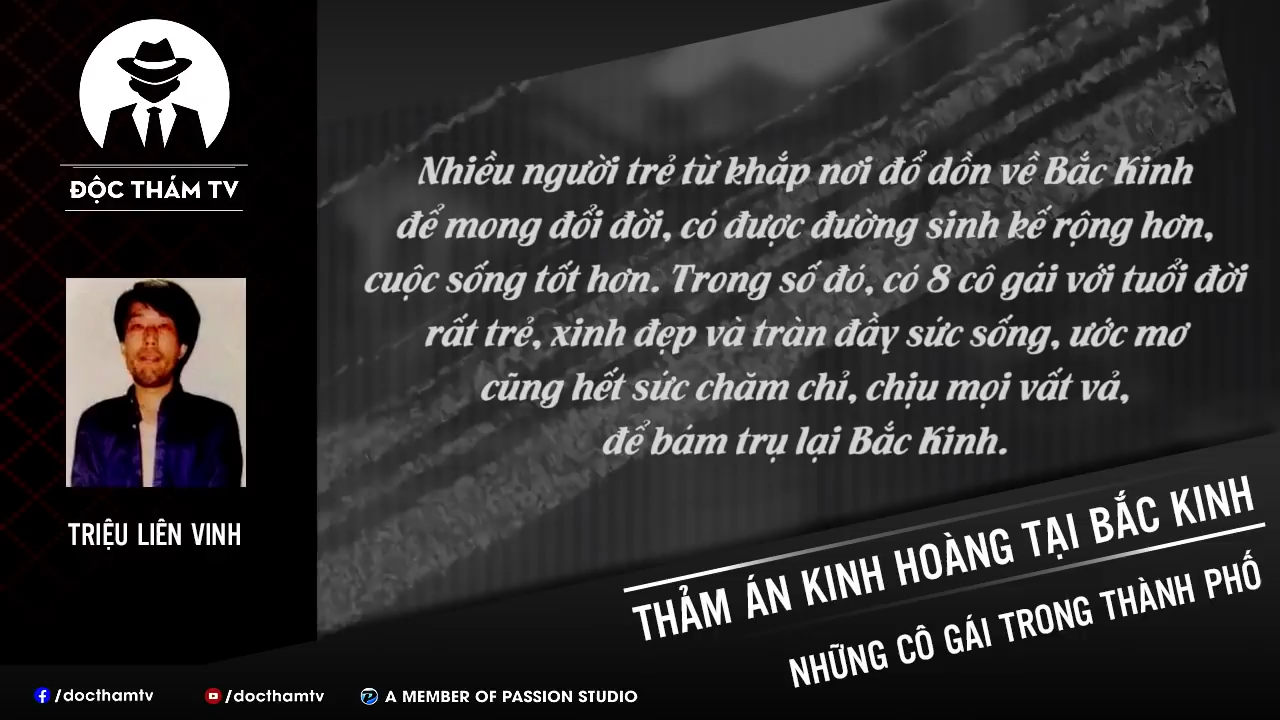 ĐỘC THÁM TV
TRIỆU LIÊN VINH
Nhiều người trẻ từ khắp nơi đổ dồn về Bắc Kinh
để mong đổi đời, có được đường sinh kế rộng hơn,
cuộc sống tốt hơn. Trong số đó, có 8 cô gái với tuổi đời
rất trẻ, xinh đẹp và tràn đầy sức sống, ước mơ
cũng hết sức chăm chỉ, chịu mọi vất vả,
để bám trụ lại Bắc Kinh.
THẢM ÁN KINH HOÀNG TẠI BẮC KINH
NHỮNG CÔ GÁI TRONG THÀNH PHỐ
/docthamtv /docthamtv A MEMBER OF PASSION STUDIO